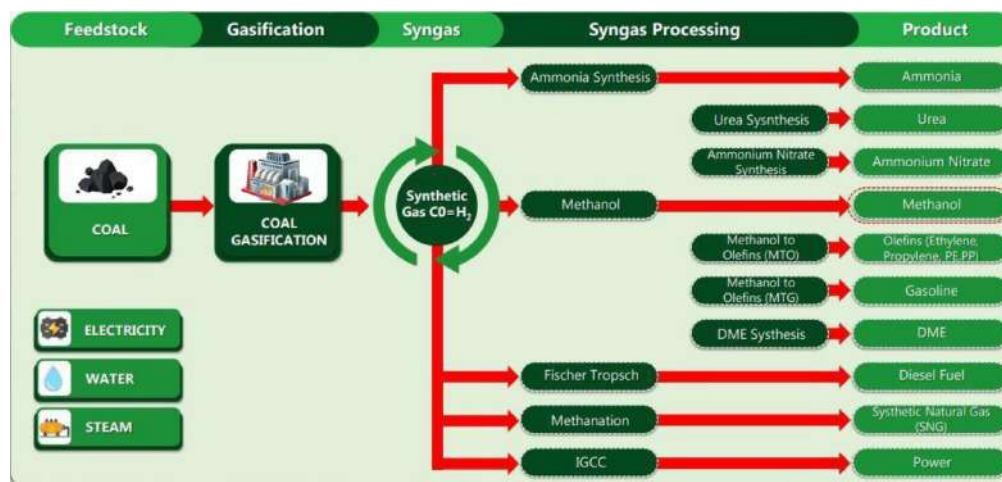 Feedstock
Gasification
Syngas
Syngas Processing
Product
COAL
COAL
GASIFICATION
Synthetic
Gas C0=H2
Ammonia Synthesis
Ammonia
Urea Sysnthesis
Urea
Ammonium Nitrate
Synthesis
Ammonium Nitrate
Methanol
Methanol
Methanol to
Olefins (MTO)
Olefins (Ethylene,
Propylene, PE.PP)
Methanol to
Olefins (MTG)
Gasoline
DME Systhesis
DME
Fischer Tropsch
Diesel Fuel
Methanation
Systhetic Natural Gas
(SNG)
IGCC
Power
ELECTRICITY
WATER
STEAM